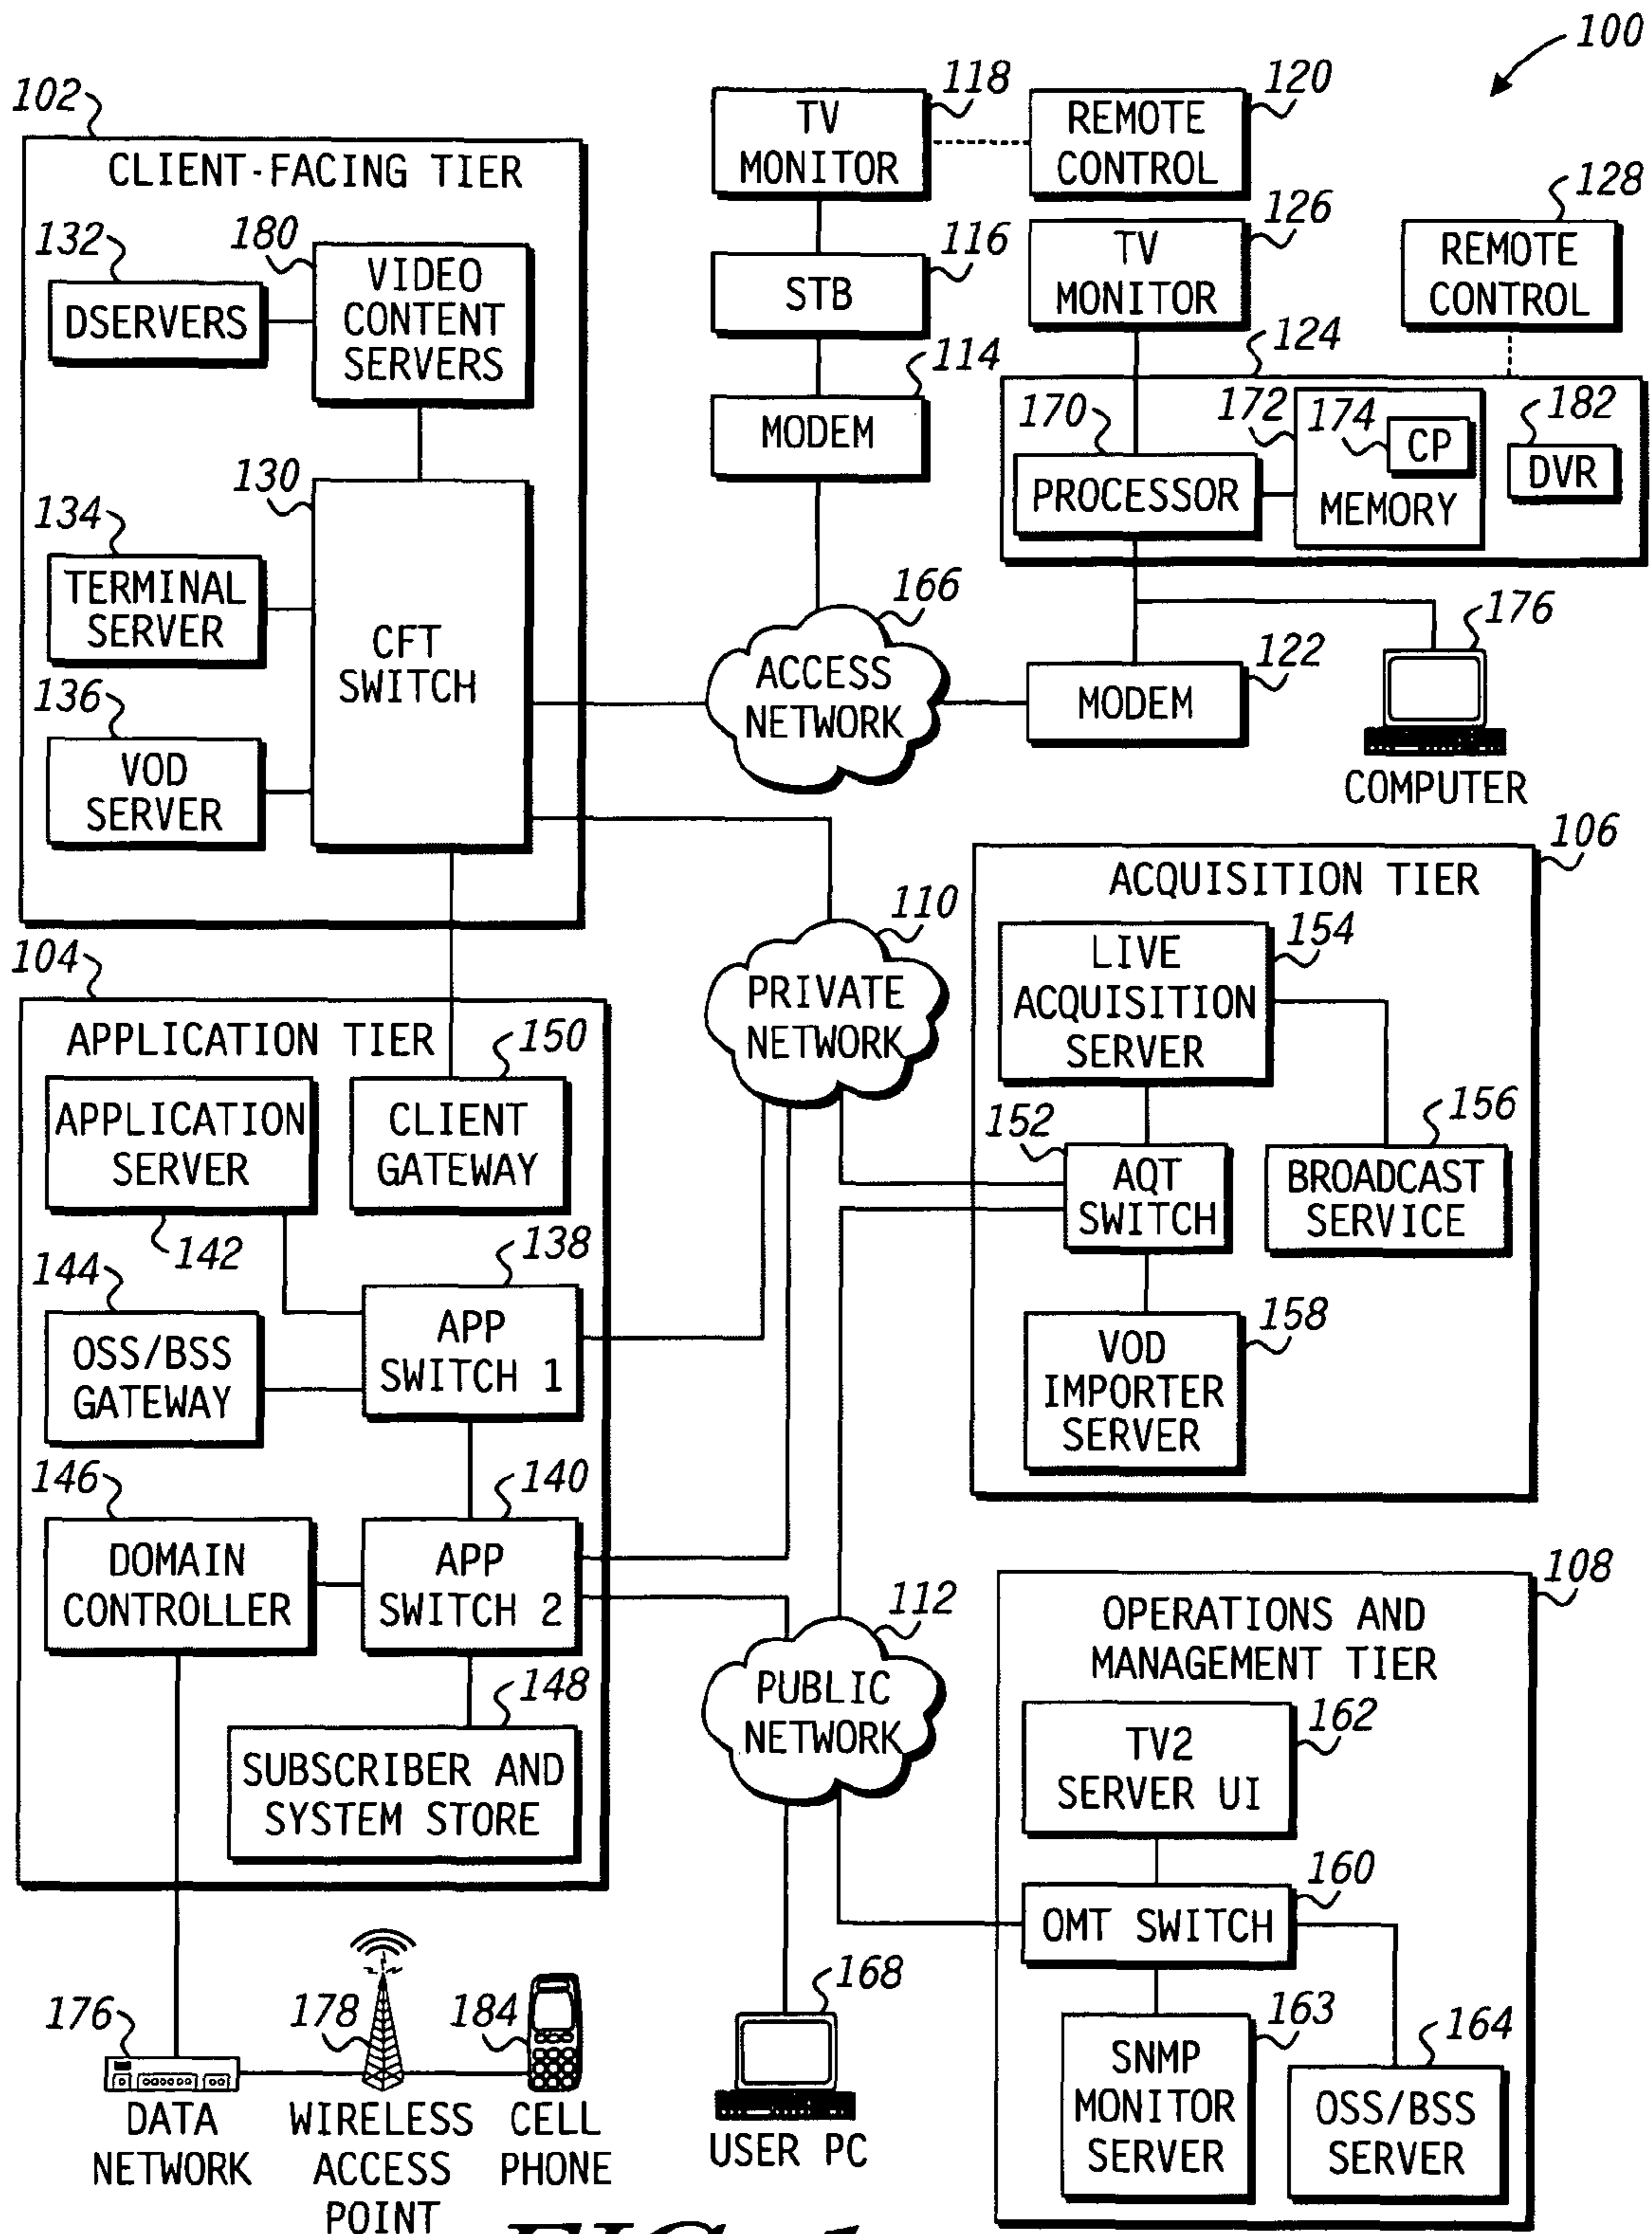 100
102
CLIENT-FACING TIER
132
DSERVERS
180
VIDEO
CONTENT
SERVERS
130
CFT
SWITCH
134
TERMINAL
SERVER
136
VOD
SERVER
118
TV
MONITOR
120
REMOTE
CONTROL
116
STB
114
MODEM
126
TV
MONITOR
128
REMOTE
CONTROL
124
170
PROCESSOR
172
174
CP
MEMORY
182
DVR
166
ACCESS
NETWORK
122
MODEM
176
COMPUTER
110
PRIVATE
NETWORK
106
ACQUISITION TIER
154
LIVE
ACQUISITION
SERVER
152
AQT
SWITCH
156
BROADCAST
SERVICE
158
VOD
IMPORTER
SERVER
104
APPLICATION TIER
150
CLIENT
GATEWAY
APPLICATION
SERVER
142
138
APP
SWITCH 1
144
OSS/BSS
GATEWAY
146
DOMAIN
CONTROLLER
140
APP
SWITCH 2
148
SUBSCRIBER AND
SYSTEM STORE
112
PUBLIC
NETWORK
108
OPERATIONS AND
MANAGEMENT TIER
162
TV2
SERVER UI
160
OMT SWITCH
163
SNMP
MONITOR
SERVER
164
OSS/BSS
SERVER
176
DATA
NETWORK
178
WIRELESS
ACCESS
POINT
184
CELL
PHONE
168
USER PC